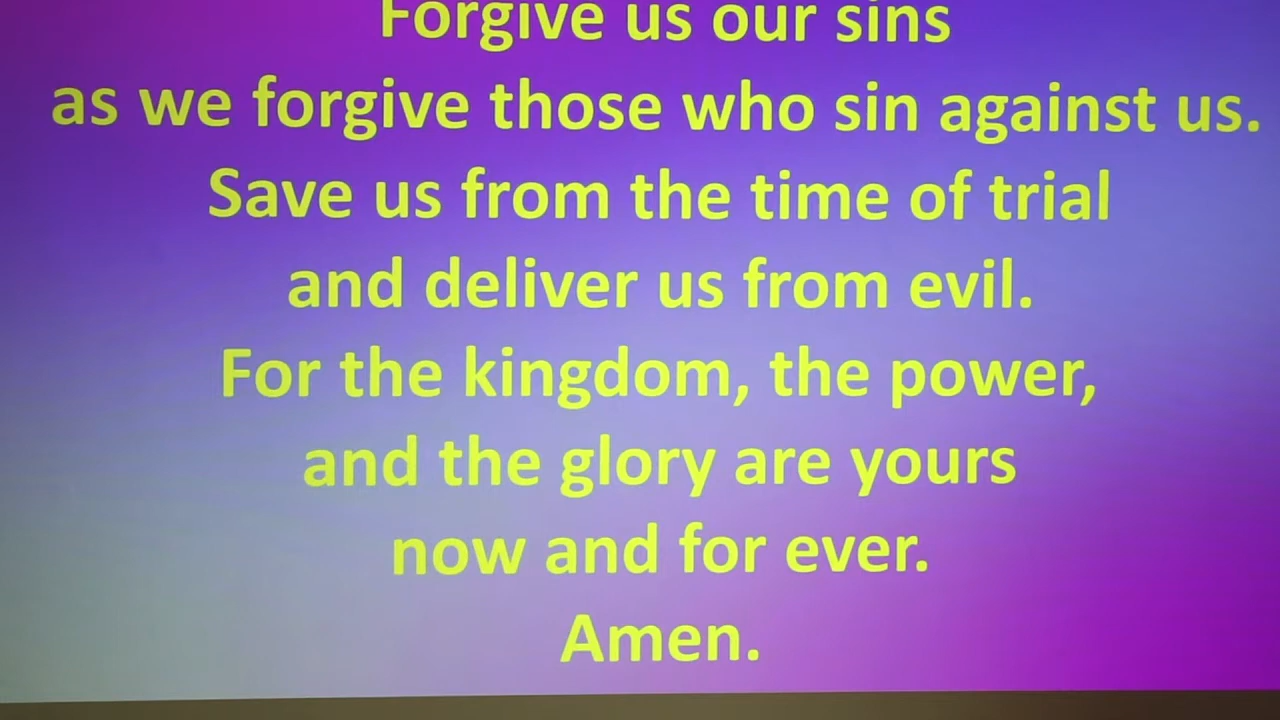 Forgive us our sins
as we forgive those who sin against us.
Save us from the time of trial
and deliver us from evil.
For the kingdom, the power,
and the glory are yours
now and for ever.
Amen.